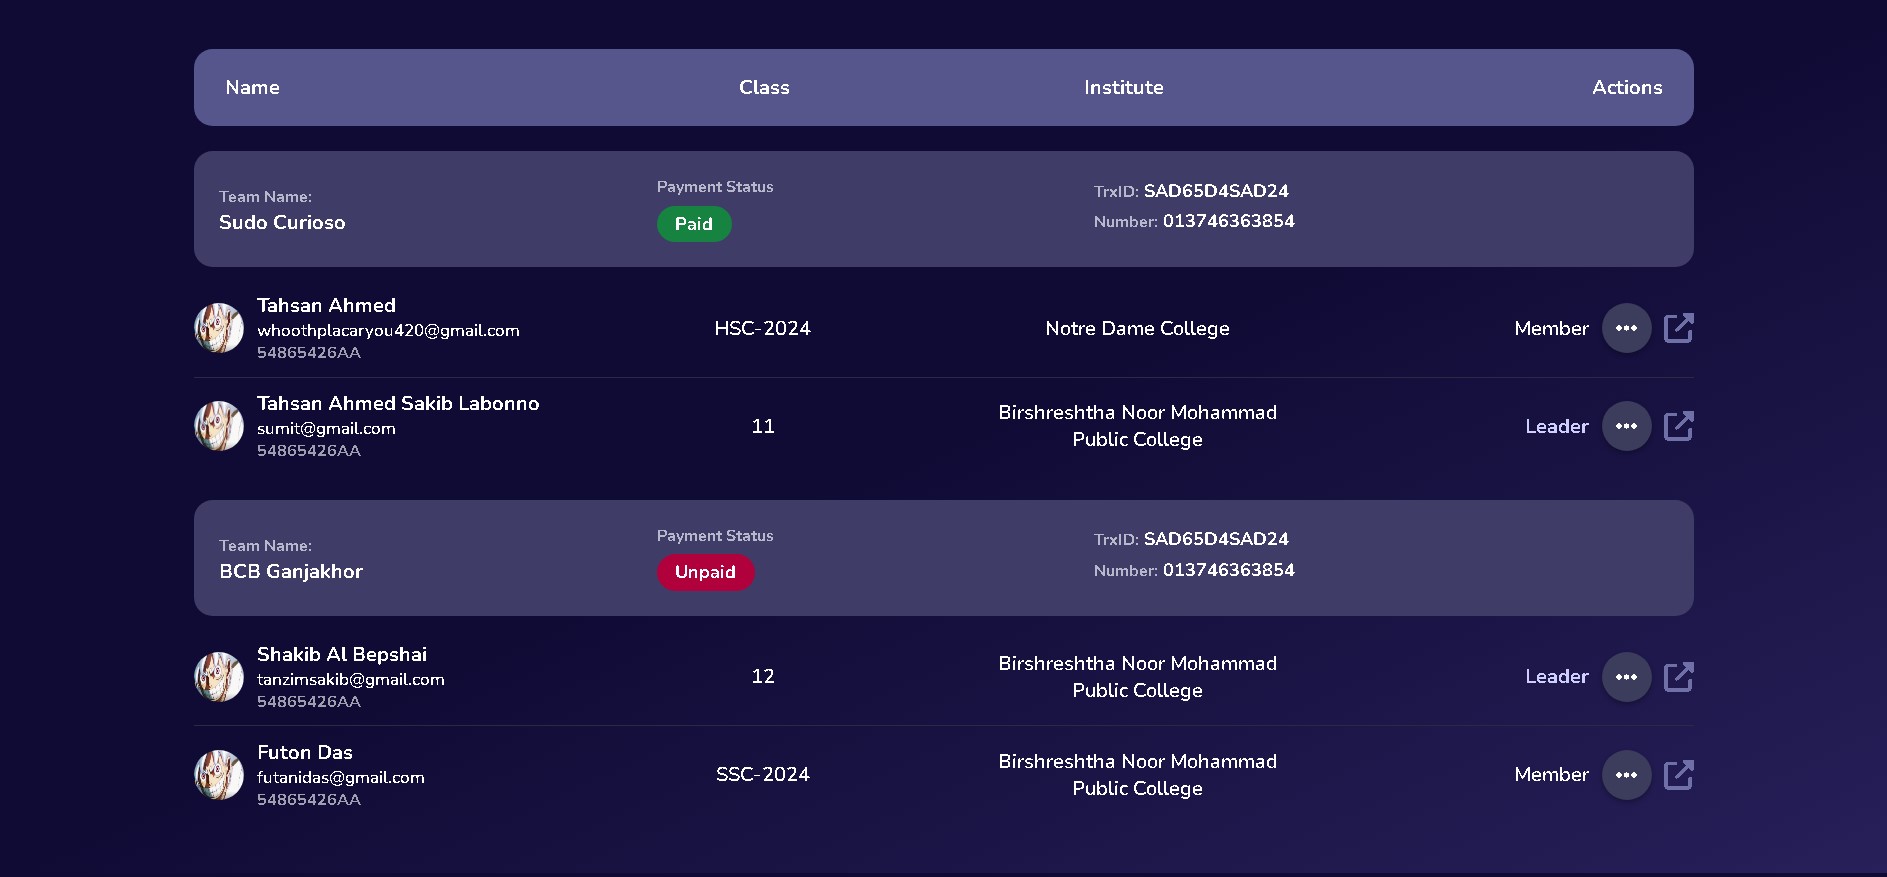 Name Class Institute Actions
Team Name:
Sudo Curioso
Payment Status
Paid
TrxID: SAD65D4SAD24
Number: 013746363854
Tahsan Ahmed
whoothplacaryou420@gmail.com
54865426AA
HSC-2024
Notre Dame College
Member
Tahsan Ahmed Sakib Labonno
sumit@gmail.com
54865426AA
11
Birshreshtha Noor Mohammad
Public College
Leader
Team Name:
BCB Ganjakhor
Payment Status
Unpaid
TrxID: SAD65D4SAD24
Number: 013746363854
Shakib Al Bepshai
tanzimsakib@gmail.com
54865426AA
12
Birshreshtha Noor Mohammad
Public College
Leader
Futon Das
futanidas@gmail.com
54865426AA
SSC-2024
Birshreshtha Noor Mohammad
Public College
Member